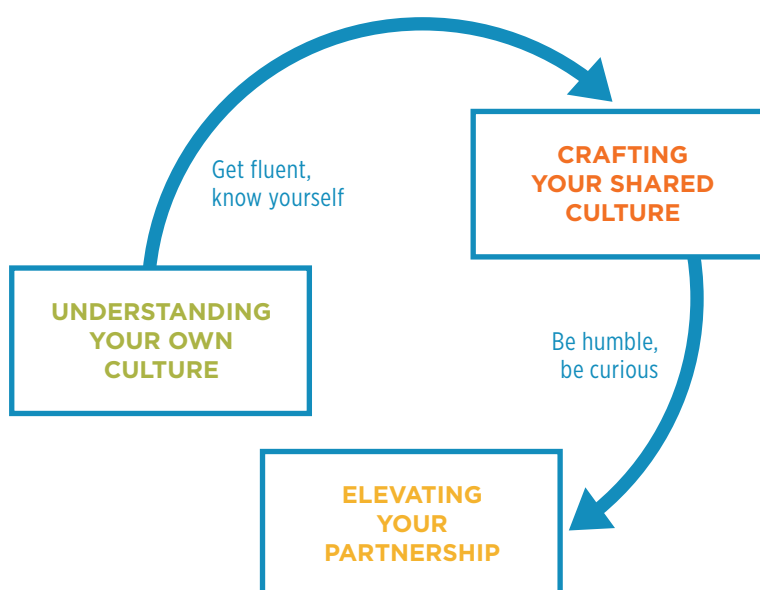 Get fluent,
know yourself
CRAFTING
YOUR SHARED
CULTURE
UNDERSTANDING
YOUR OWN
CULTURE
Be humble,
be curious
ELEVATING
YOUR
PARTNERSHIP